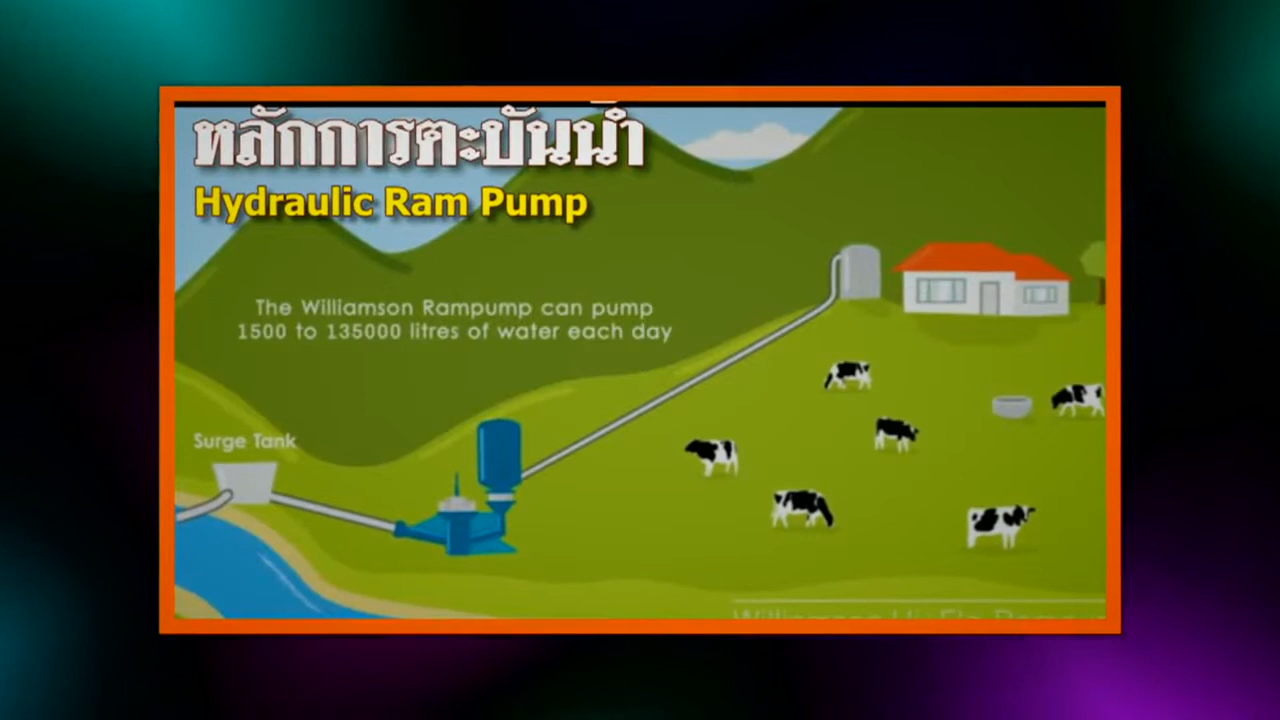 หลักการตะบันน้ำ
Hydraulic Ram Pump
The Williamson Rampump can pump
1500 to 135000 litres of water each day
Surge Tank